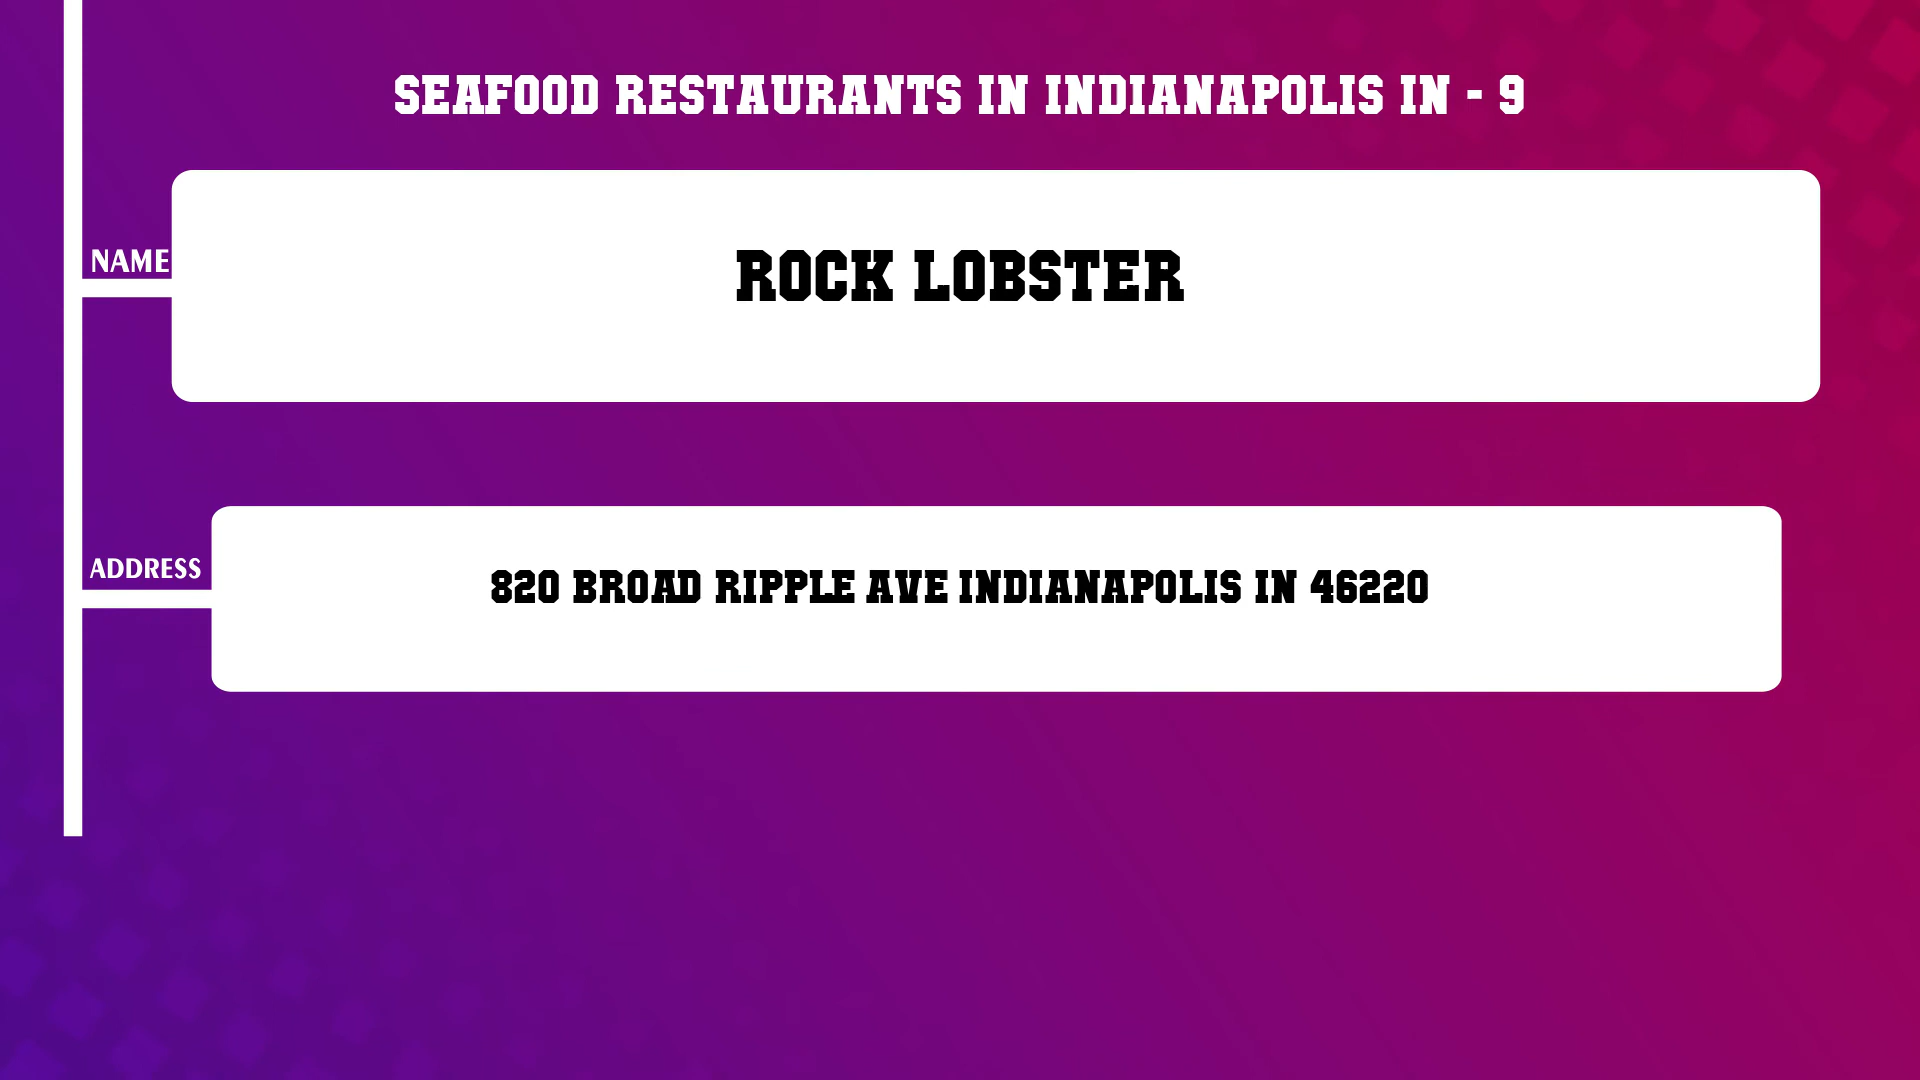 SEAFOOD RESTAURANTS IN INDIANAPOLIS IN - 9
NAME
ROCK LOBSTER
ADDRESS
820 BROAD RIPPLE AVE INDIANAPOLIS IN 46220